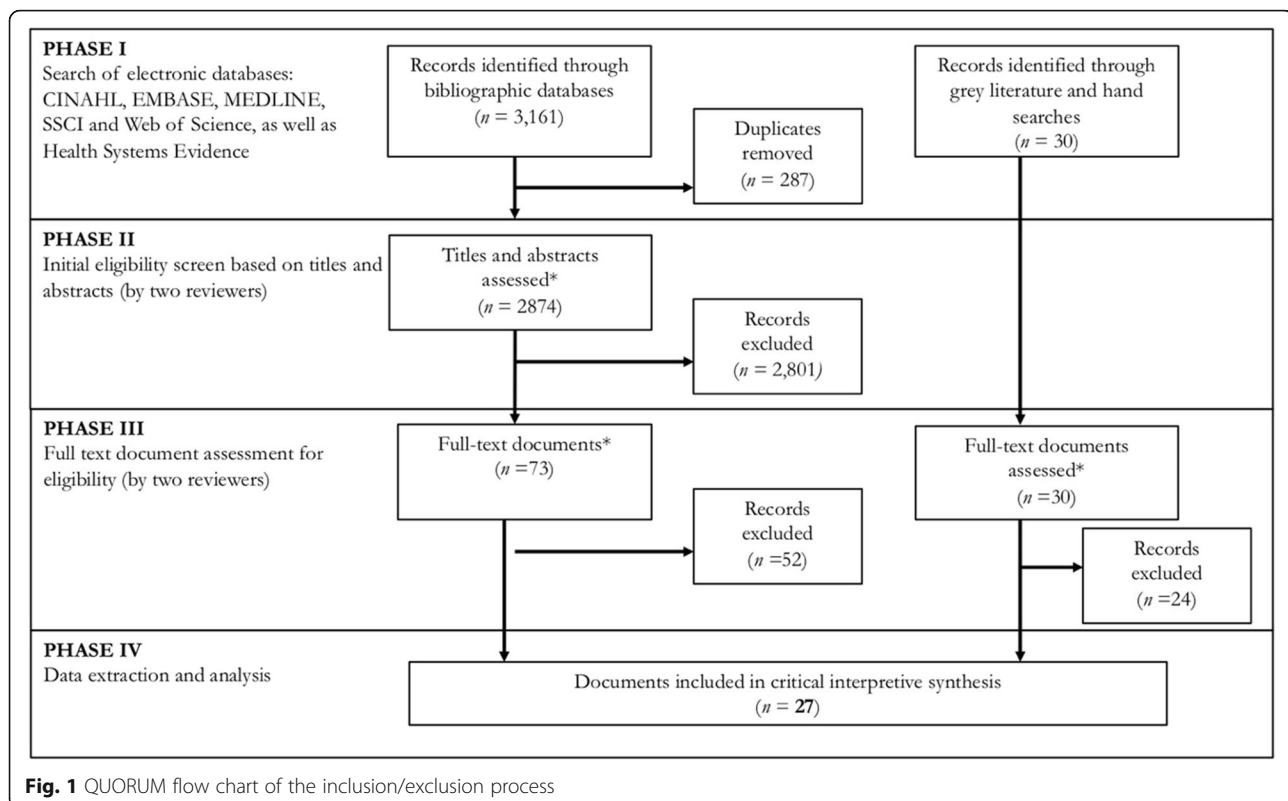 PHASE I
Search of electronic databases:
CINAHL, EMBASE, MEDLINE,
SSCI and Web of Science, as well as
Health Systems Evidence
Records identified through
bibliographic databases
(n = 3,161)
Duplicates
removed
(n = 287)
Records identified through
grey literature and hand
searches
(n = 30)
PHASE II
Initial eligibility screen based on titles and
abstracts (by two reviewers)
Titles and abstracts
assessed*
(n = 2874)
Records
excluded
(n = 2,801)
PHASE III
Full text document assessment for
eligibility (by two reviewers)
Full-text documents*
(n =73)
Records
excluded
(n =52)
Full-text documents
assessed*
(n =30)
Records
excluded
(n =24)
PHASE IV
Data extraction and analysis
Documents included in critical interpretive synthesis
(n = 27)
Fig. 1 QUORUM flow chart of the inclusion/exclusion process